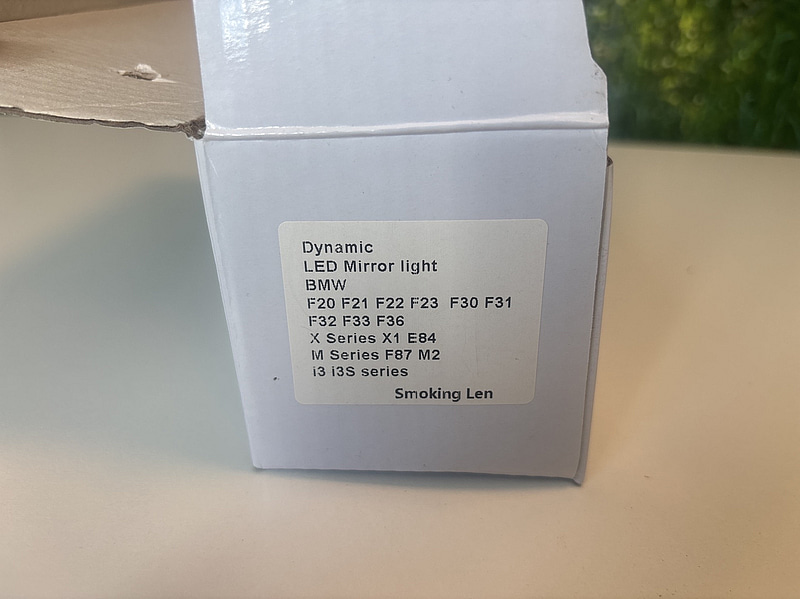 Dynamic
LED Mirror light
BMW
F20 F21 F22 F23 F30 F31
F32 F33 F36
X Series X1 E84
M Series F87 M2
i3 i3S series
Smoking Len